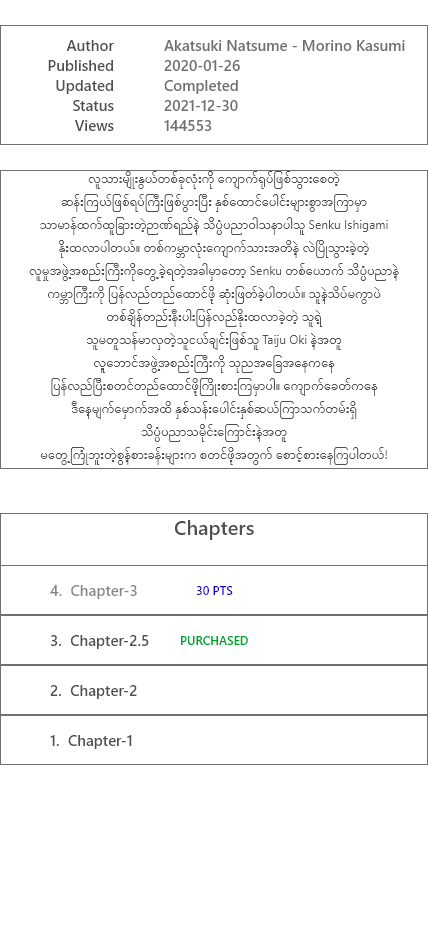 Author Akatsuki Natsume - Morino Kasumi
Published 2020-01-26
Updated Completed
Status 2021-12-30
Views 144553
လူသားမျိုးနွယ်တစ်ခုလုံးကို ကျောက်ရုပ်ဖြစ်သွားစေတဲ့
ဆန်းကြယ်ဖြစ်ရပ်ကြီးဖြစ်ပွားပြီး နှစ်ထောင်ပေါင်းများစွာအကြာမှာ
သာမာန်ထက်ထူးခြားတဲ့ဉာဏ်ရည်နဲ့ သိပ္ပံပညာဝါသနာပါသူ Senku Ishigami
နိုးထလာပါတယ်။ တစ်ကမ္ဘာလုံးကျောက်သားအတိနဲ့ လဲပြိုသွားခဲ့တဲ့
လူမှုအဖွဲ့အစည်းကြီးကိုတွေ့ခဲ့ရတဲ့အခါမှာတော့ Senku တစ်ယောက် သိပ္ပံပညာနဲ့
ကမ္ဘာကြီးကို ပြန်လည်တည်ထောင်ဖို့ ဆုံးဖြတ်ခဲ့ပါတယ်။ သူနဲ့သိပ်မကွာပဲ
တစ်ချိန်တည်းနီးပါးပြန်လည်နိုးထလာခဲ့တဲ့ သူ့ရဲ့
သူမတူသန်မာလှတဲ့သူငယ်ချင်းဖြစ်သူ Taiju Oki နဲ့အတူ
လူ့ဘောင်အဖွဲ့အစည်းကြီးကို သုညအခြေအနေကနေ
ပြန်လည်ပြီးစတင်တည်ထောင်ဖို့ကြိုးစားကြမှာပါ။ ကျောက်ခေတ်ကနေ
ဒီနေ့မျက်မှောက်အထိ နှစ်သန်းပေါင်းနှစ်ဆယ်ကြာသက်တမ်းရှိ
သိပ္ပံပညာသမိုင်းကြောင်းနဲ့အတူ
မတွေ့ကြုံဘူးတဲ့စွန့်စားခန်းများက စတင်ဖို့အတွက် စောင့်စားနေကြပါတယ်!
Chapters
4. Chapter-3 30 PTS
3. Chapter-2.5 PURCHASED
2. Chapter-2
1. Chapter-1